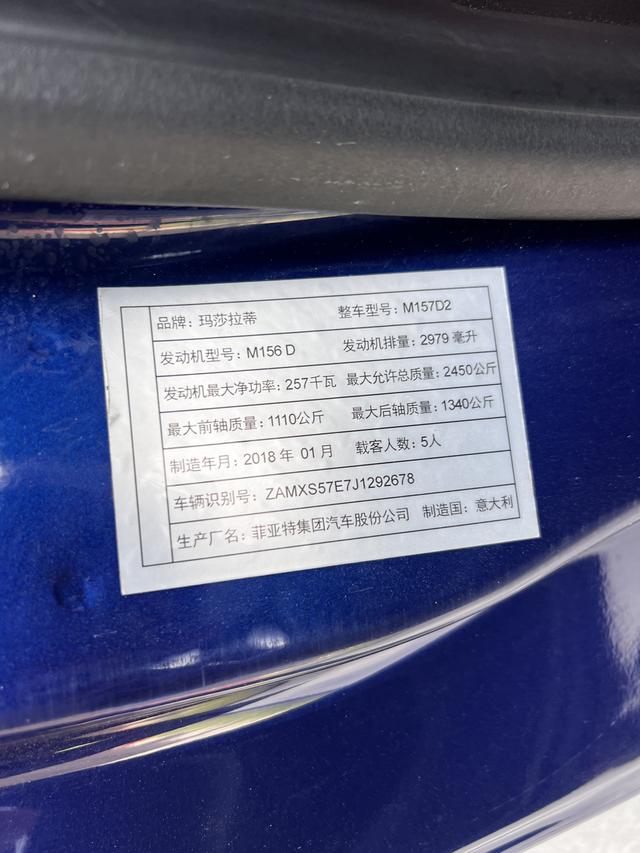 品牌：玛莎拉蒂 整车型号：M157D2
发动机型号：M156 D 发动机排量：2979 毫升
发动机最大净功率：257千瓦 最大允许总质量：2450公斤
最大前轴质量：1110公斤 最大后轴质量：1340公斤
制造年月：2018 年 01 月 载客人数：5人
车辆识别号：ZAMXS57E7J1292678
生产厂名：菲亚特集团汽车股份公司 制造国：意大利